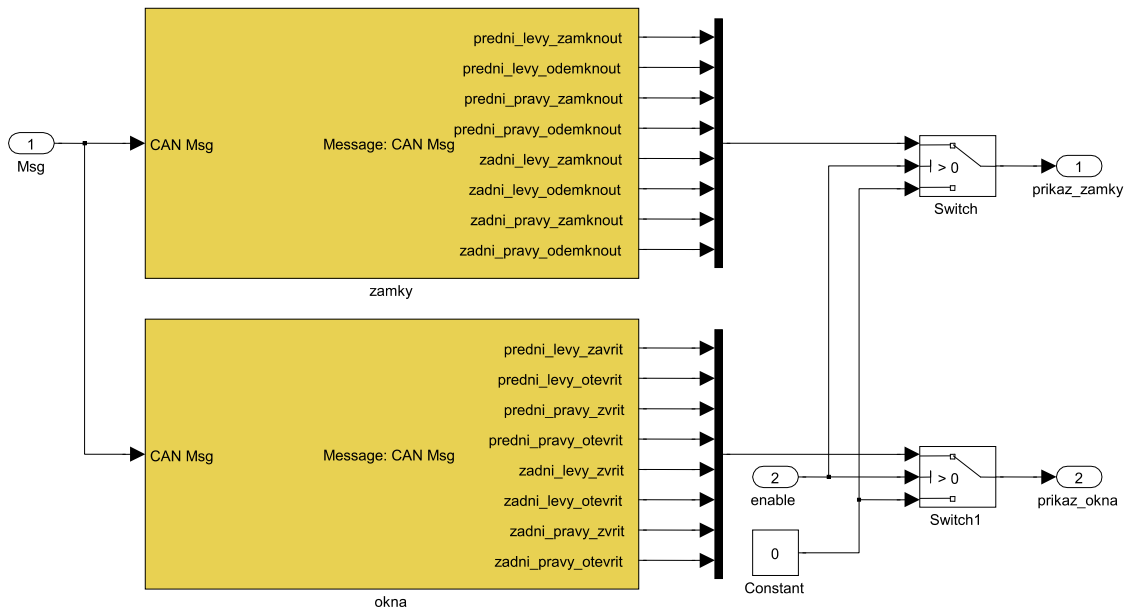 predni_levy_zamknout
predni_levy_odemknout
predni_pravy_zamknout
predni_pravy_odemknout
zadni_levy_zamknout
zadni_levy_odemknout
zadni_pravy_zamknout
zadni_pravy_odemknout
CAN Msg
Message: CAN Msg
zamky
1
Msg
> 0
Switch
1
prikaz_zamky
predni_levy_zavrit
predni_levy_otevrit
predni_pravy_zvrit
predni_pravy_otevrit
zadni_levy_zvrit
zadni_levy_otevrit
zadni_pravy_zvrit
zadni_pravy_otevrit
CAN Msg
Message: CAN Msg
okna
2
enable
> 0
Switch1
2
prikaz_okna
0
Constant